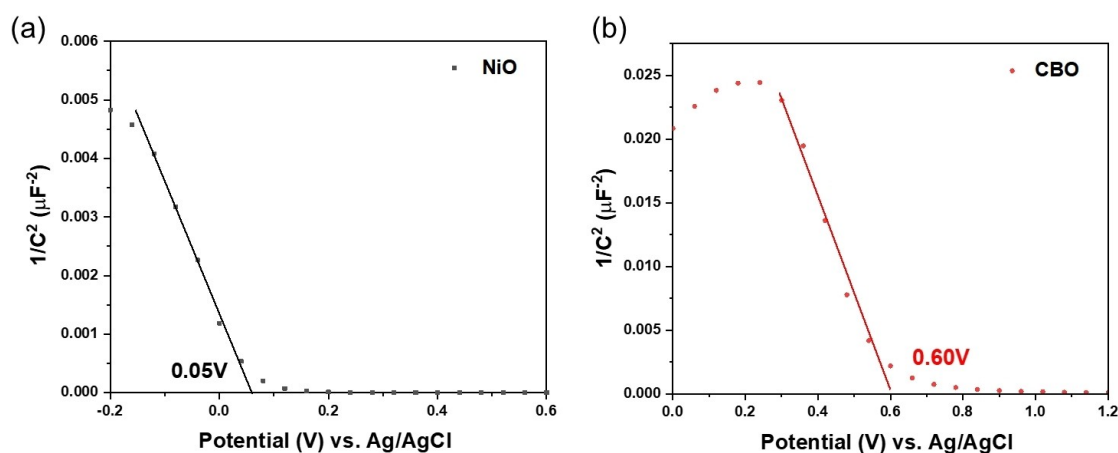 (a)
0.006
0.005
0.004
0.003
0.002
0.001
0.000
1/C² (μF⁻²)
NiO
0.05V
-0.2 0.0 0.2 0.4 0.6
Potential (V) vs. Ag/AgCl
(b)
0.025
0.020
0.015
0.010
0.005
0.000
1/C² (μF⁻²)
CBO
0.60V
0.0 0.2 0.4 0.6 0.8 1.0 1.2
Potential (V) vs. Ag/AgCl